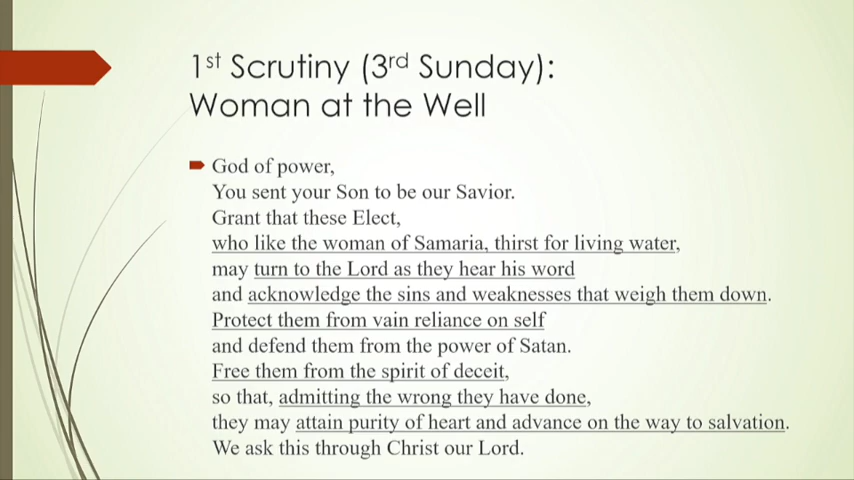 1st Scrutiny (3rd Sunday):
Woman at the Well
God of power,
You sent your Son to be our Savior.
Grant that these Elect,
who like the woman of Samaria, thirst for living water,
may turn to the Lord as they hear his word
and acknowledge the sins and weaknesses that weigh them down.
Protect them from vain reliance on self
and defend them from the power of Satan.
Free them from the spirit of deceit,
so that, admitting the wrong they have done,
they may attain purity of heart and advance on the way to salvation.
We ask this through Christ our Lord.